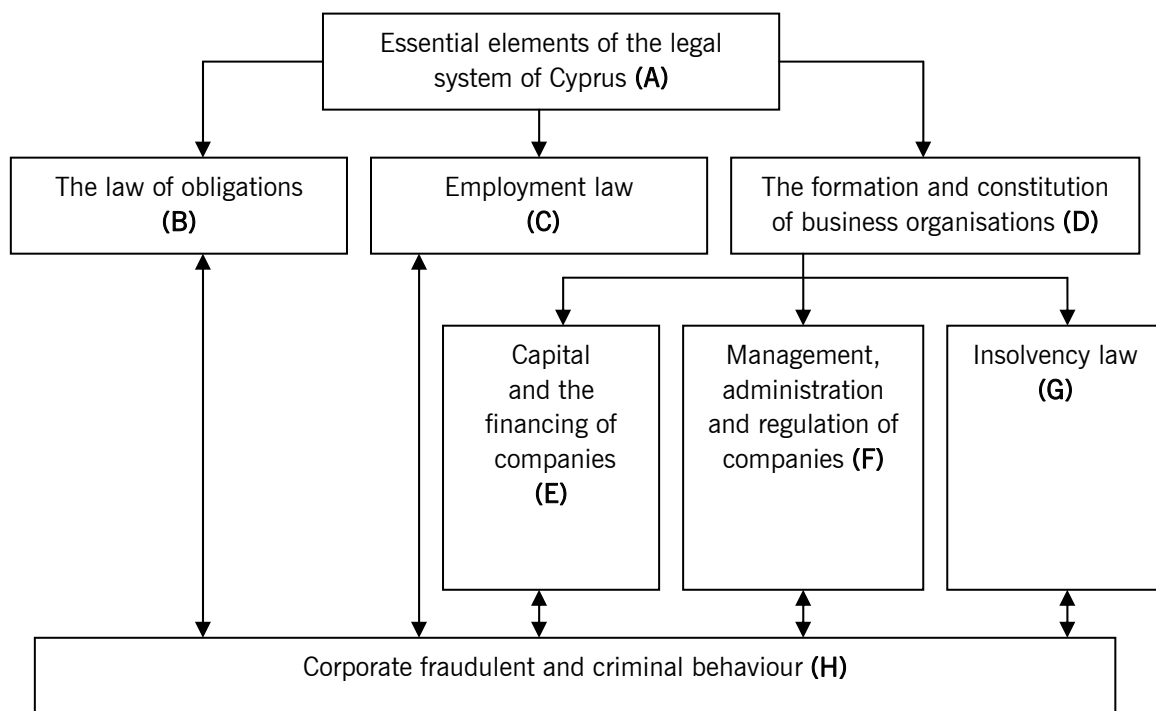 Essential elements of the legal
system of Cyprus (A)
The law of obligations
(B)
Employment law
(C)
The formation and constitution
of business organisations (D)
Capital
and the
financing of
companies
(E)
Management,
administration
and regulation of
companies (F)
Insolvency law
(G)
Corporate fraudulent and criminal behaviour (H)